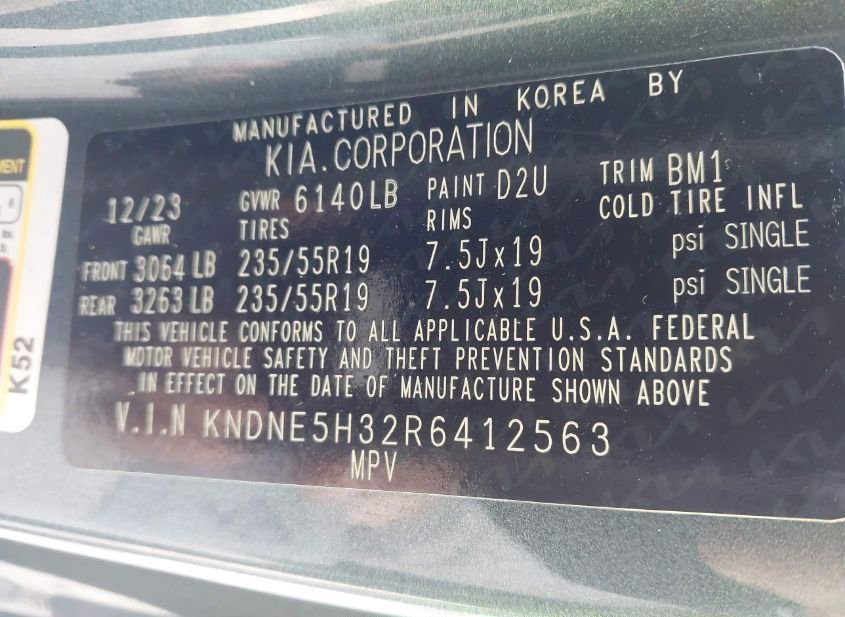 MANUFACTURED IN KOREA BY
KIA.CORPORATION
12/23 GVWR 6140LB PAINT D2U TRIM BM1
GAWR TIRES RIMS COLD TIRE INFL
FRONT 3064 LB 235/55R19 7.5Jx19 psi SINGLE
REAR 3263 LB 235/55R19 7.5Jx19 psi SINGLE
THIS VEHICLE CONFORMS TO ALL APPLICABLE U.S.A. FEDERAL
MOTOR VEHICLE SAFETY AND THEFT PREVENTION STANDARDS
IN EFFECT ON THE DATE OF MANUFACTURE SHOWN ABOVE
V.I.N KNDNE5H32R6412563
MPV
K52